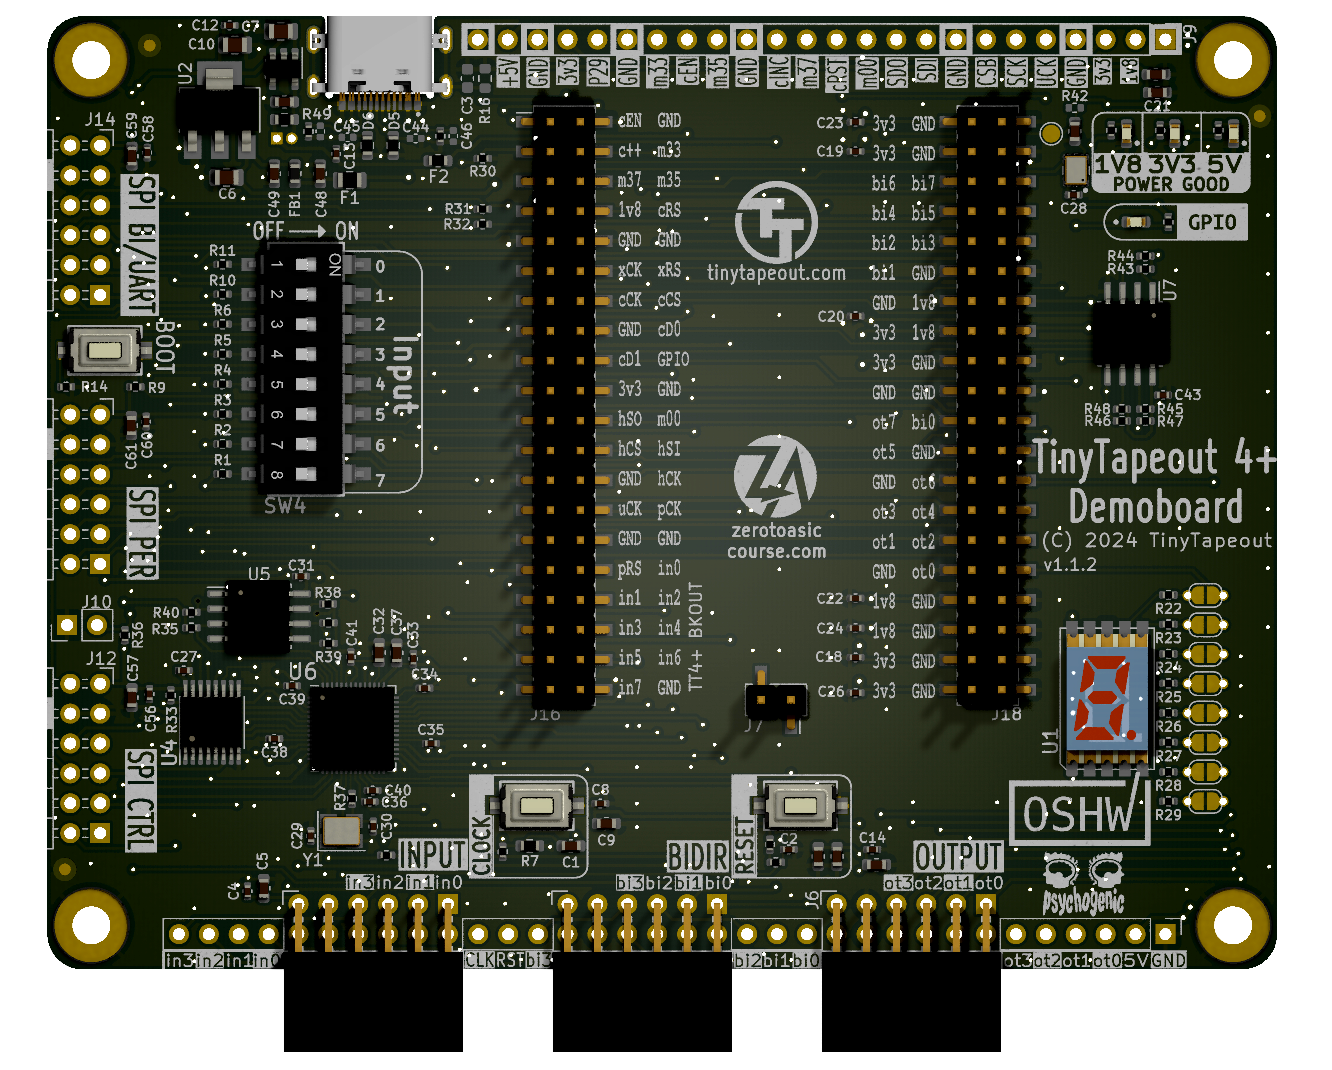 C12
G7
C10
U2
J9
+5V
GND
3v3
P29
GND
m33
cEN
m35
GND
cINC
m37
cRST
m00
SDO
SDI
GND
CSB
SCK
UCK
GND
3v3
1v8
J14
C59
C58
R49
C45
D6
D5
C44
C46
C3
R16
C15
F2
R30
C6
C49
FB1
C48
F1
R31
R32
C21
R42
1V8 3V3 5V
POWER GOOD
C28
GPIO
R44
R43
U7
SPI BI/UART
OFF ON
R11
R10
R6
R5
R4
R3
R2
R1
ON
1
2
3
4
5
6
7
8
0
1
2
3
4
5
6
7
Input
SW4
BOOT
R14
R9
C61
C60
SPI PER
cEN GND
c++ m33
m37 m35
1v8 cRS
GND GND
xCK xRS
cCK cCS
GND cD0
cD1 GPIO
3v3 GND
hSO m00
hCS hSI
GND hCK
uCK pCK
GND GND
pRS in0
in1 in2
in3 in4
in5 in6
in7 GND
TT4+ BKOUT
J16
TT
tinytapeout.com
ZA
zerotoasic
course.com
C23
C19
C20
C22
C24
C18
C26
3v3 GND
3v3 GND
bi6 bi7
bi4 bi5
bi2 bi3
bi1 GND
GND 1v8
3v3 1v8
3v3 GND
GND GND
ot7 bi0
ot5 GND
GND ot6
ot3 ot4
ot1 ot2
GND ot0
1v8 GND
1v8 GND
3v3 GND
3v3 GND
J18
J7
C43
R48
R46
R45
R47
TinyTapeout 4+
Demoboard
(C) 2024 TinyTapeout
v1.1.2
R22
R23
R24
R25
R26
R27
R28
R29
U1
OSHW
psychogenic
J10
R40
R35
R36
U5
C31
R38
R39
C41
C32
C37
C33
J12
C57
C56
C27
R33
U4
U6
C39
C38
C34
C35
SPI CTRL
R37
C40
C36
C30
C29
Y1
C4
C5
CLOCK
R7
C1
C8
C9
RESET
C2
C14
INPUT
in3 in2 in1 in0
BIDIR
bi3 bi2 bi1 bi0
J6
OUTPUT
ot3 ot2 ot1 ot0
in3 in2 in1 in0
CLK RST bi3
bi2 bi1 bi0
ot3 ot2 ot1 ot0 5V GND